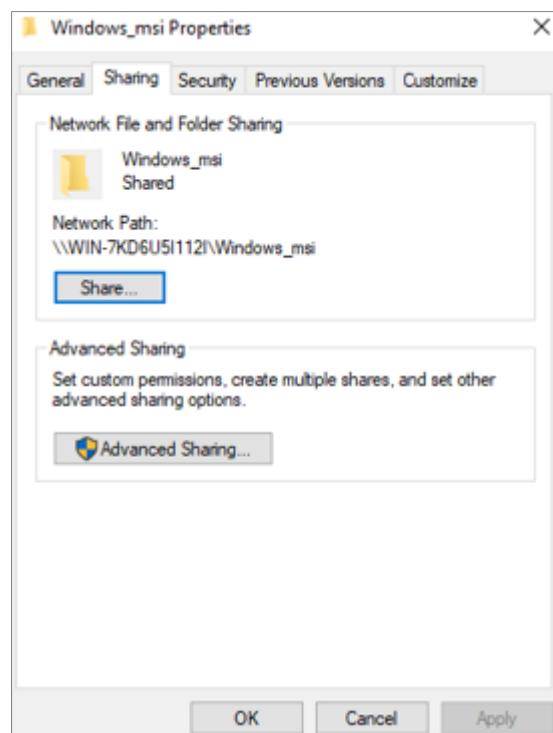 Windows_msi Properties
General Sharing Security Previous Versions Customize
Network File and Folder Sharing
Windows_msi
Shared
Network Path:
\\WIN-7KD6U5I112I\Windows_msi
Share...
Advanced Sharing
Set custom permissions, create multiple shares, and set other
advanced sharing options.
Advanced Sharing...
OK Cancel Apply